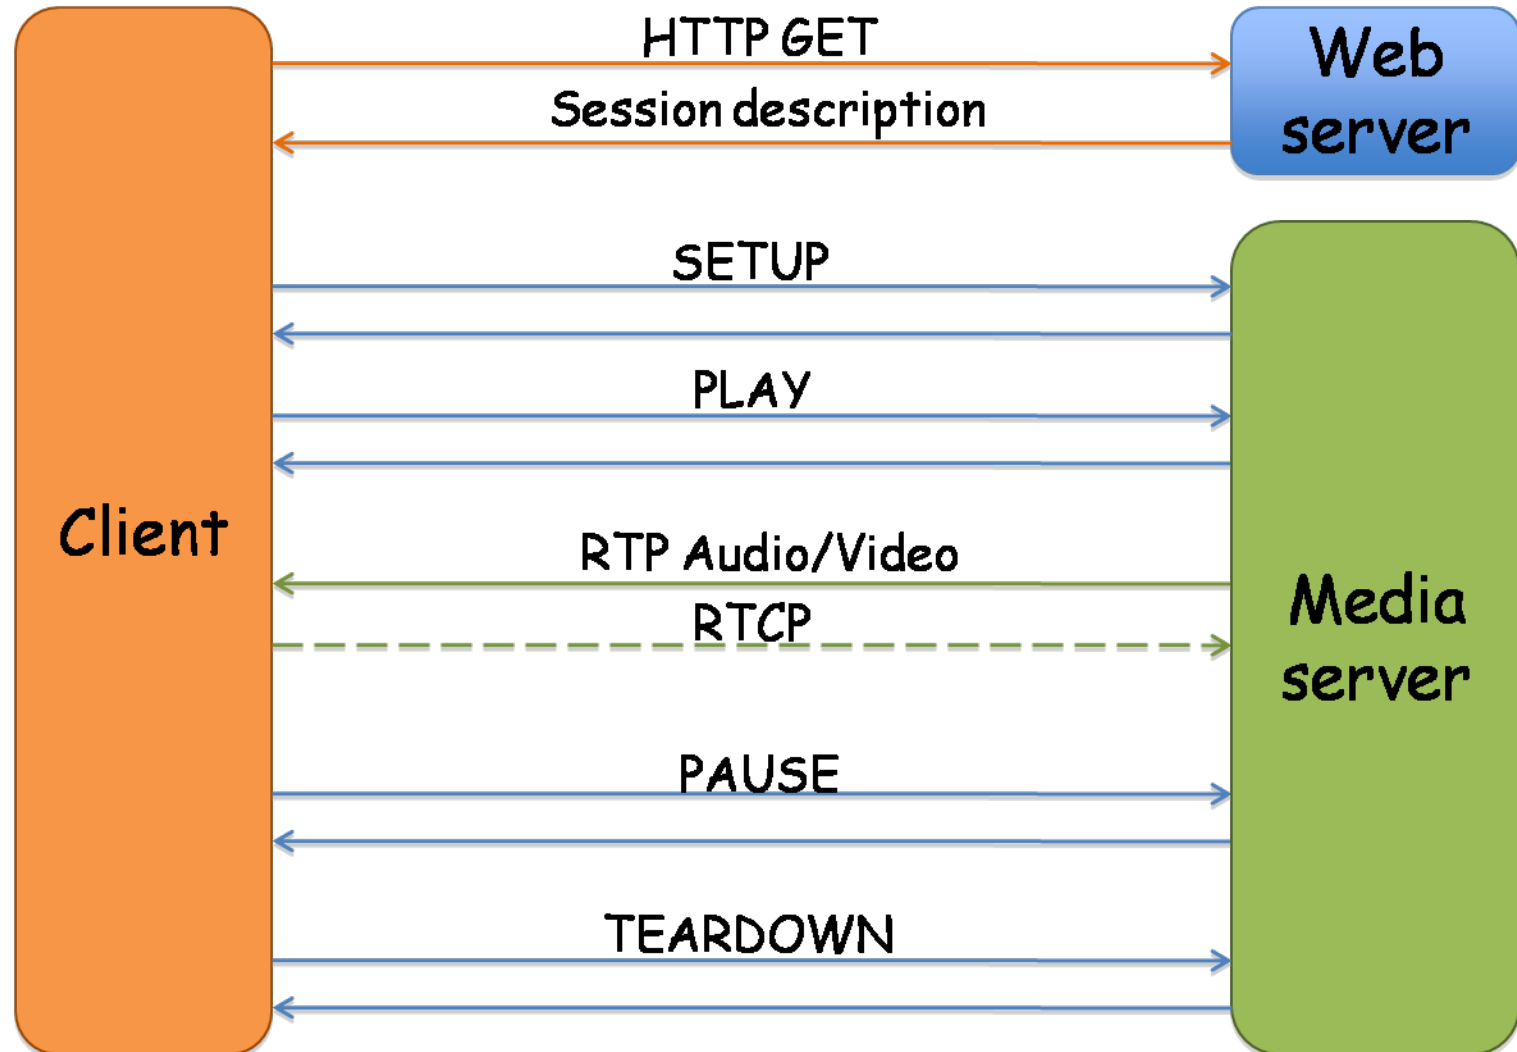 HTTP GET
Web
server
Session description
SETUP
PLAY
Client
RTP Audio/Video
RTCP
Media
server
PAUSE
TEARDOWN